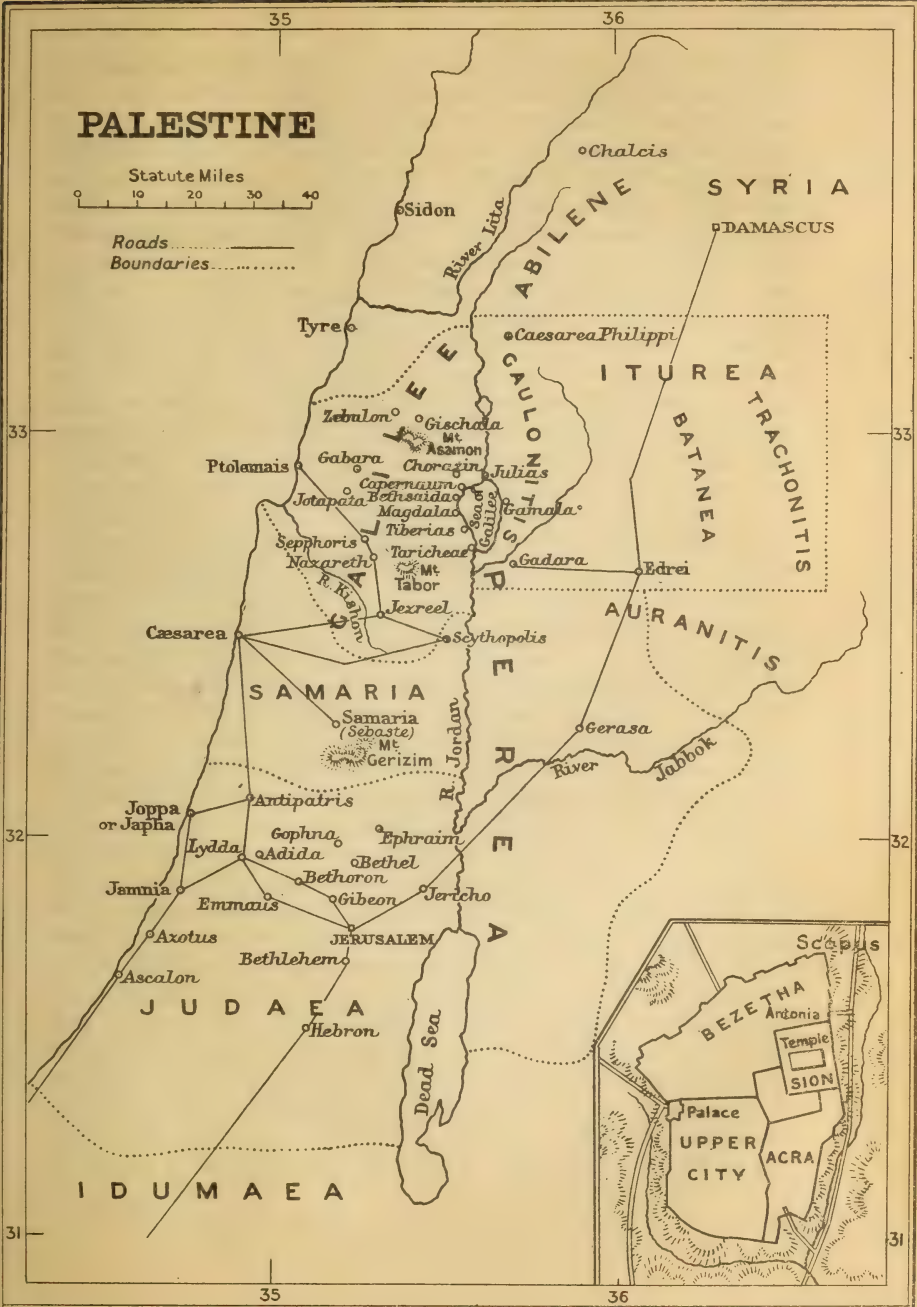 35
36
PALESTINE
Statute Miles
0 10 20 30 40
Roads
Boundaries
Chalcis
SYRIA
Sidon
River Lita
ABILENE
DAMASCUS
Tyre
Caesarea Philippi
GALILEE
GAULONITIS
ITUREA
TRACHONITIS
BATANEA
Zebulon
Gischala
33
33
Mt
Asamon
Gabara
Chorazin
Julias
Ptolemais
Capernaum
Jotapata
Bethsaida
Sea of
Galilee
Gamala
Magdala
Tiberias
Sepphoris
Taricheae
Nazareth
Gadara
Edrei
Mt
Tabor
R. Kishon
PEREA
Jezreel
AURANITIS
Cæsarea
Scythopolis
SAMARIA
Samaria
(Sebaste)
Mt
Gerizim
Gerasa
R. Jordan
River Jabbok
Antipatris
Joppa
or Japha
32
32
Gophna
Ephraim
Lydda
Adida
Bethel
Bethoron
Jamnia
Emmaus
Gibeon
Jericho
Axotus
JERUSALEM
Bethlehem
Ascalon
JUDAEA
Hebron
Dead Sea
IDUMAEA
31
31
Scopus
BEZETHA
Antonia
Temple
SION
Palace
UPPER
CITY
ACRA
35
36